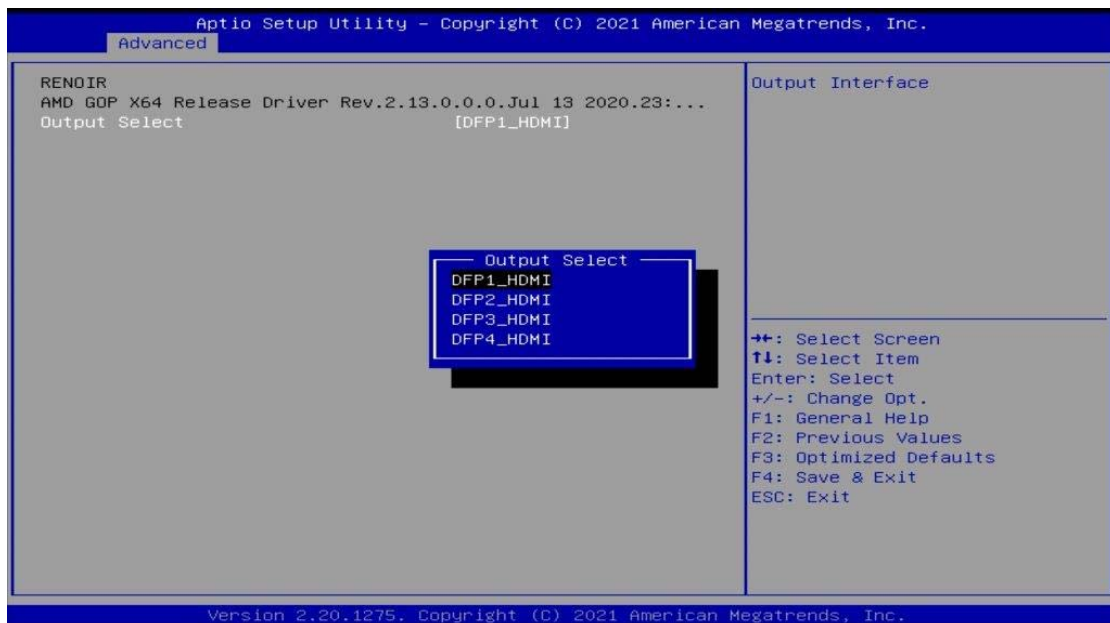 Aptio Setup Utility – Copyright (C) 2021 American Megatrends, Inc.
Advanced
RENOIR
AMD GOP X64 Release Driver Rev.2.13.0.0.0.Jul 13 2020.23:...
Output Select [DFP1_HDMI]
Output Interface
Output Select
DFP1_HDMI
DFP2_HDMI
DFP3_HDMI
DFP4_HDMI
→←: Select Screen
↑↓: Select Item
Enter: Select
+/-: Change Opt.
F1: General Help
F2: Previous Values
F3: Optimized Defaults
F4: Save & Exit
ESC: Exit
Version 2.20.1275. Copyright (C) 2021 American Megatrends, Inc.